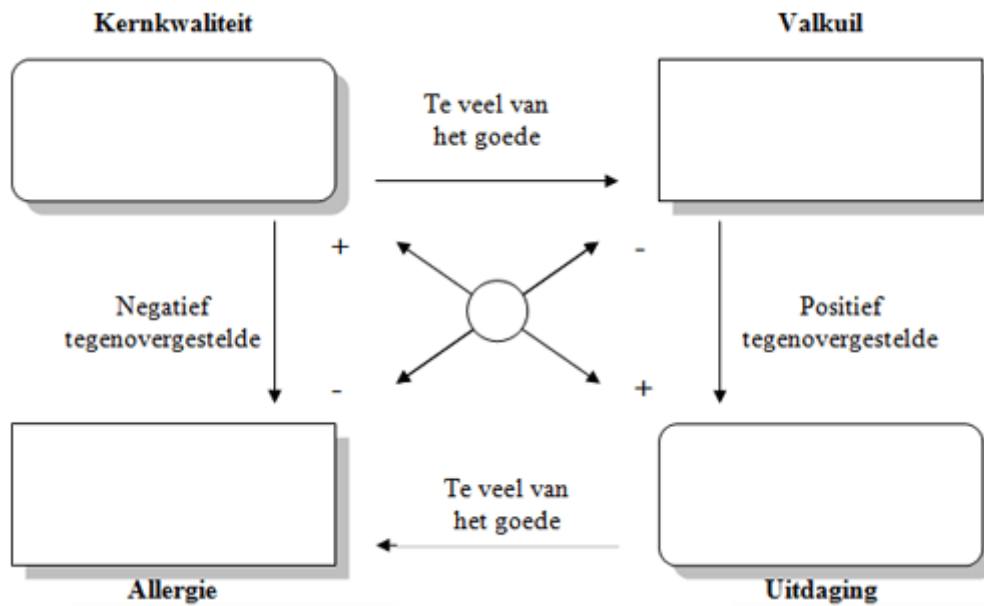 Kernkwaliteit
Valkuil
Te veel van
het goede
+
-
Negatief
tegenovergestelde
Positief
tegenovergestelde
-
+
Te veel van
het goede
Allergie
Uitdaging